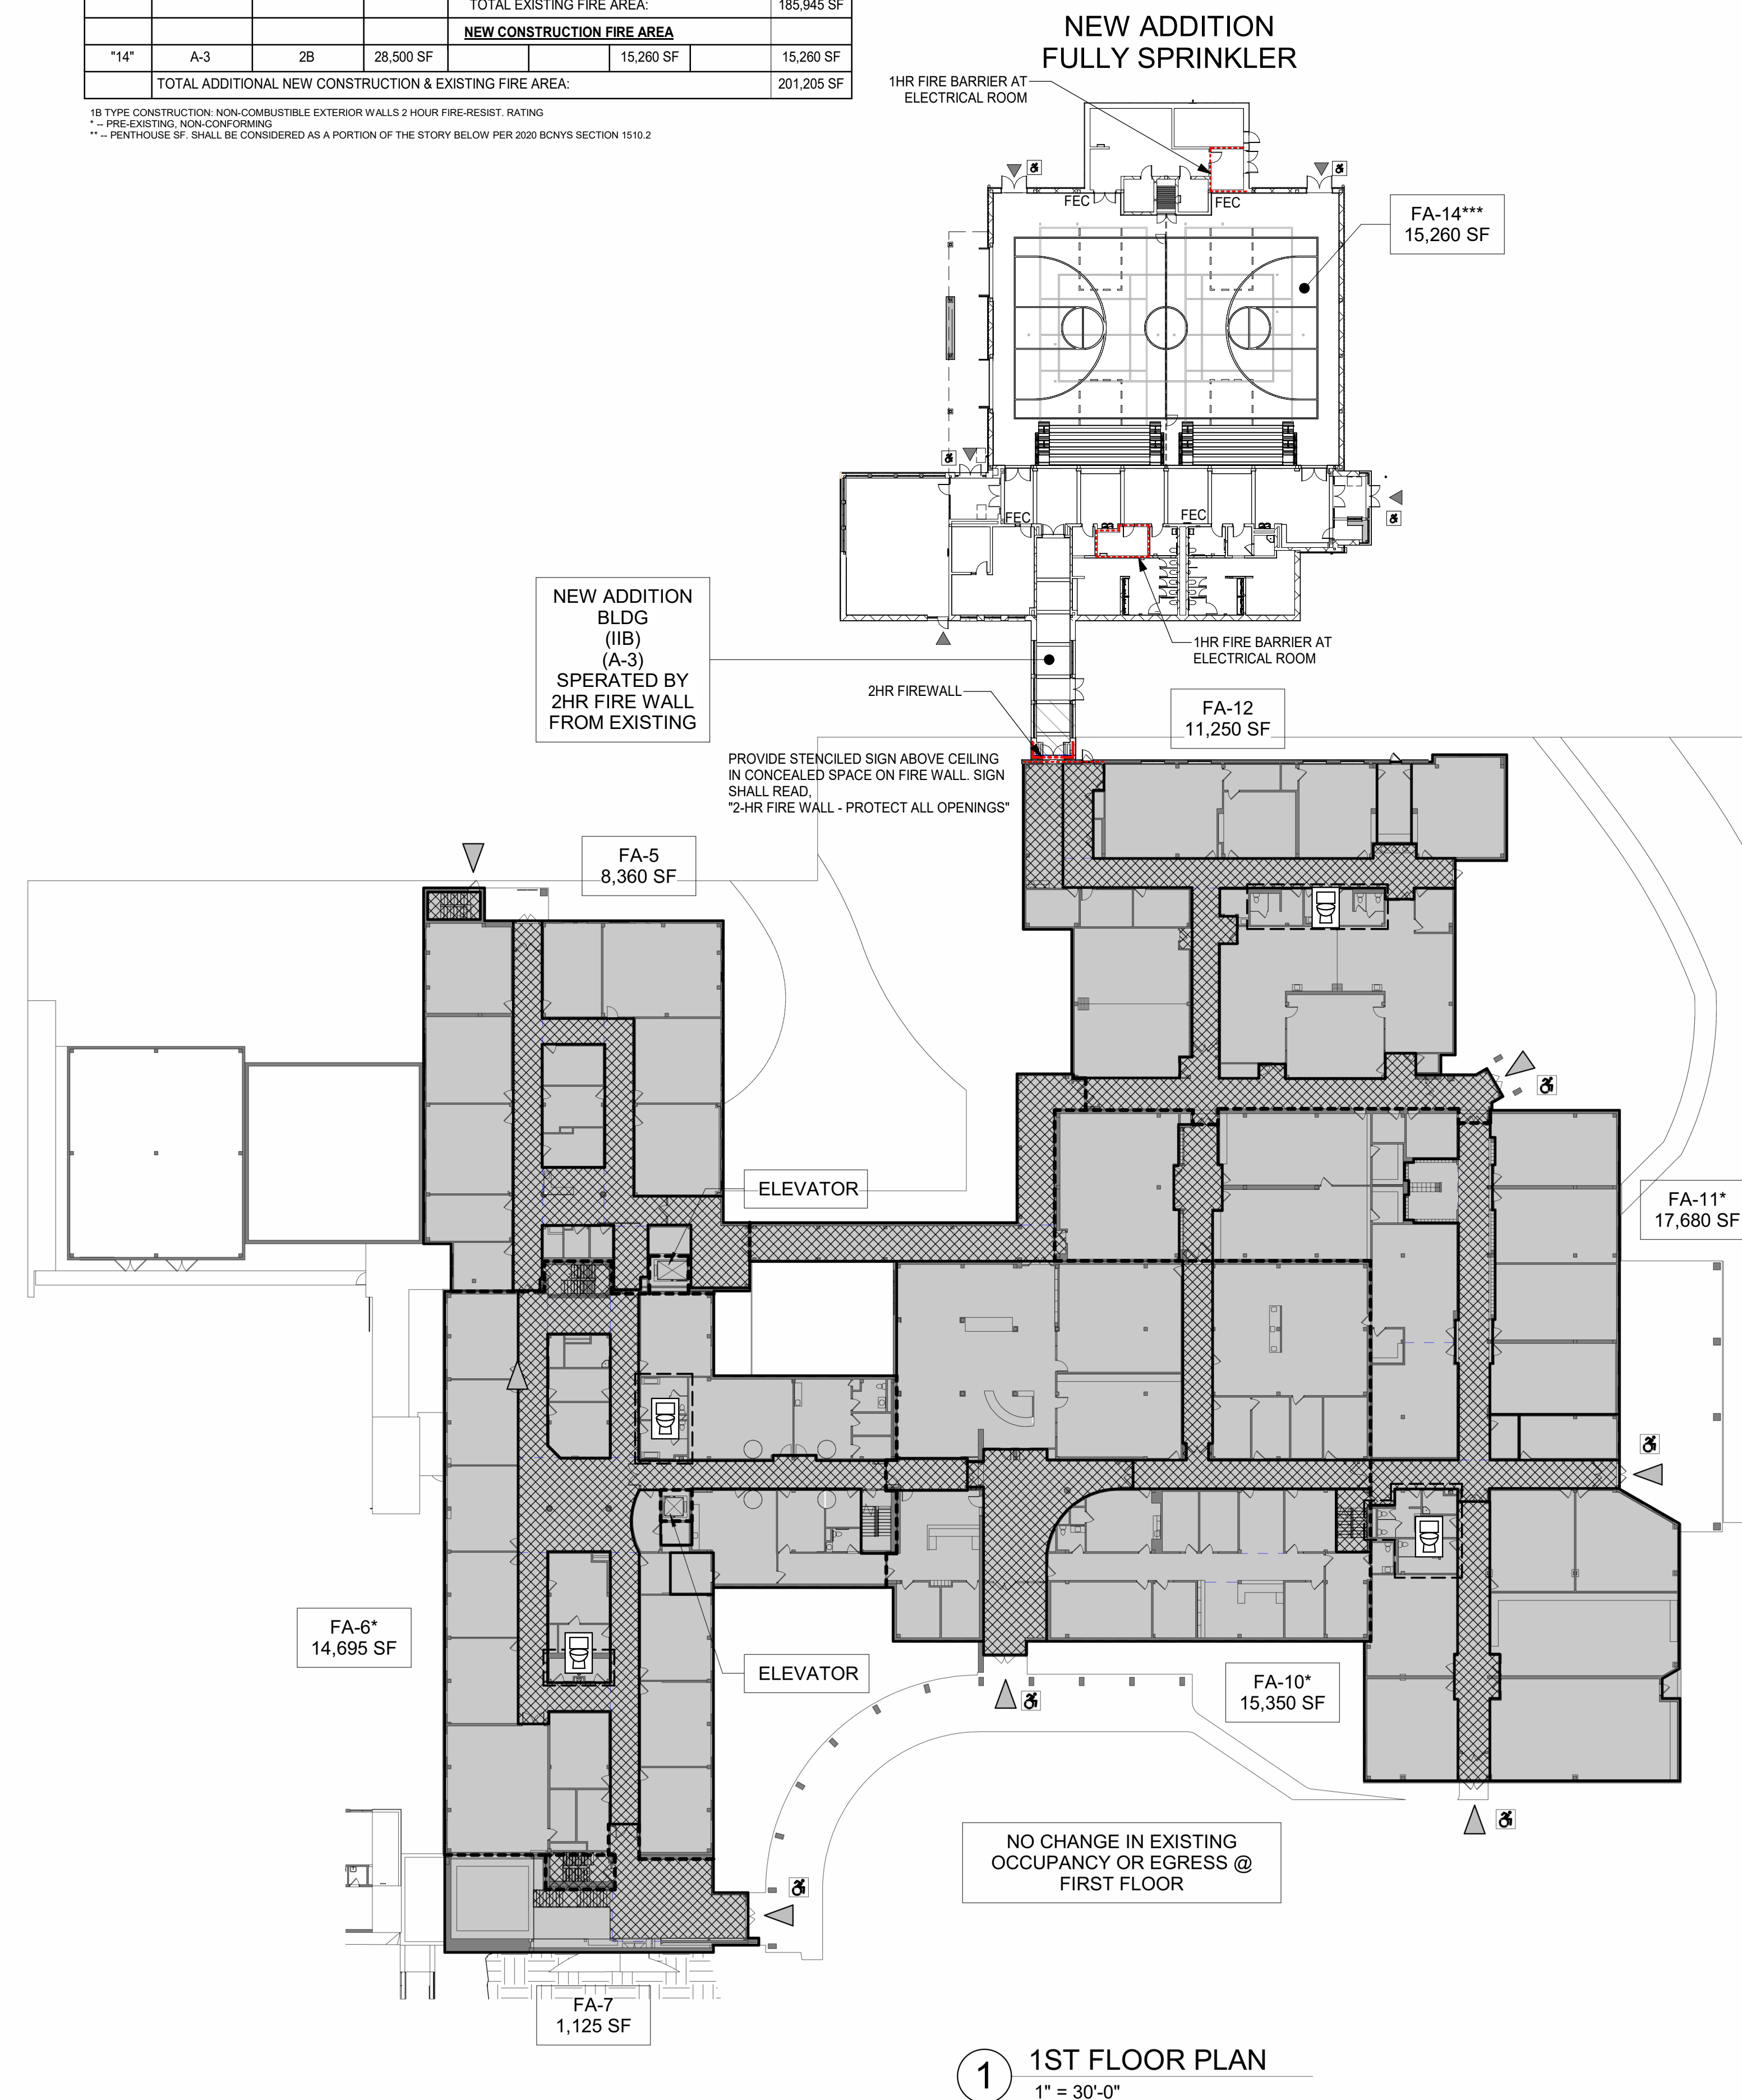 TOTAL EXISTING FIRE AREA: 185,945 SF
NEW CONSTRUCTION FIRE AREA
"14" A-3 2B 28,500 SF 15,260 SF 15,260 SF
TOTAL ADDITIONAL NEW CONSTRUCTION & EXISTING FIRE AREA: 201,205 SF
1B TYPE CONSTRUCTION: NON-COMBUSTIBLE EXTERIOR WALLS 2 HOUR FIRE-RESIST. RATING
* -- PRE-EXISTING, NON-CONFORMING
** -- PENTHOUSE SF. SHALL BE CONSIDERED AS A PORTION OF THE STORY BELOW PER 2020 BCNYS SECTION 1510.2
NEW ADDITION
FULLY SPRINKLER
1HR FIRE BARRIER AT
ELECTRICAL ROOM
FEC
FEC
FA-14***
15,260 SF
FEC
FEC
NEW ADDITION
BLDG
(IIB)
(A-3)
SPERATED BY
2HR FIRE WALL
FROM EXISTING
1HR FIRE BARRIER AT
ELECTRICAL ROOM
2HR FIREWALL
FA-12
11,250 SF
PROVIDE STENCILED SIGN ABOVE CEILING
IN CONCEALED SPACE ON FIRE WALL. SIGN
SHALL READ,
"2-HR FIRE WALL - PROTECT ALL OPENINGS"
FA-5
8,360 SF
ELEVATOR
FA-11*
17,680 SF
FA-6*
14,695 SF
ELEVATOR
FA-10*
15,350 SF
NO CHANGE IN EXISTING
OCCUPANCY OR EGRESS @
FIRST FLOOR
FA-7
1,125 SF
1
1ST FLOOR PLAN
1" = 30'-0"